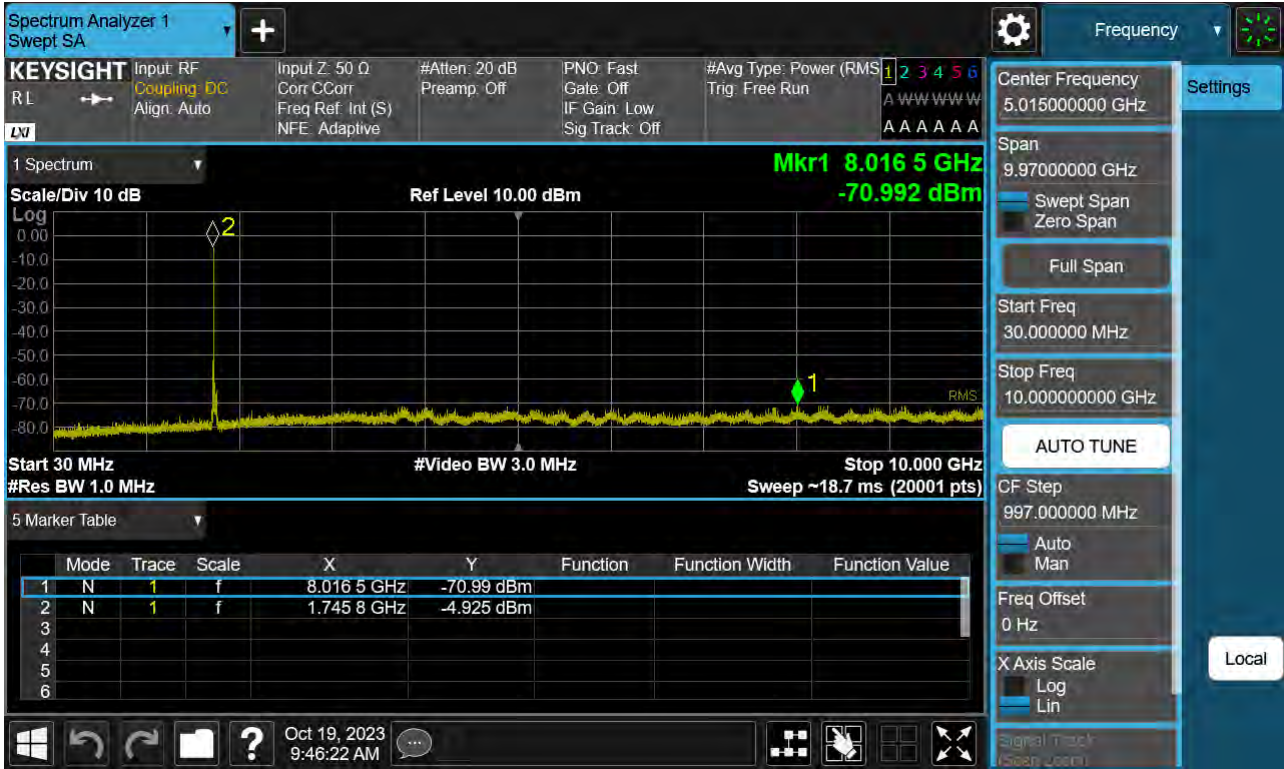 Spectrum Analyzer 1
Swept SA
+
Frequency
KEYSIGHT
RL
LXI
Input: RF
Coupling: DC
Align: Auto
Input Z: 50 Ω
Corr CCorr
Freq Ref: Int (S)
NFE: Adaptive
#Atten: 20 dB
Preamp: Off
PNO: Fast
Gate: Off
IF Gain: Low
Sig Track: Off
#Avg Type: Power (RMS
Trig: Free Run
1 2 3 4 5 6
A W W W W W
A A A A A A
1 Spectrum
Mkr1 8.016 5 GHz
-70.992 dBm
Scale/Div 10 dB
Ref Level 10.00 dBm
Log
0.00
-10.0
-20.0
-30.0
-40.0
-50.0
-60.0
-70.0
-80.0
2
1
RMS
Start 30 MHz
#Video BW 3.0 MHz
Stop 10.000 GHz
#Res BW 1.0 MHz
Sweep ~18.7 ms (20001 pts)
5 Marker Table
Mode Trace Scale X Y Function Function Width Function Value
1 N 1 f 8.016 5 GHz -70.99 dBm
2 N 1 f 1.745 8 GHz -4.925 dBm
3
4
5
6
Oct 19, 2023
9:46:22 AM
?
Center Frequency
5.015000000 GHz
Settings
Span
9.97000000 GHz
Swept Span
Zero Span
Full Span
Start Freq
30.000000 MHz
Stop Freq
10.000000000 GHz
AUTO TUNE
CF Step
997.000000 MHz
Auto
Man
Freq Offset
0 Hz
X Axis Scale
Log
Lin
Local
Signal Track
(Span Zoom)